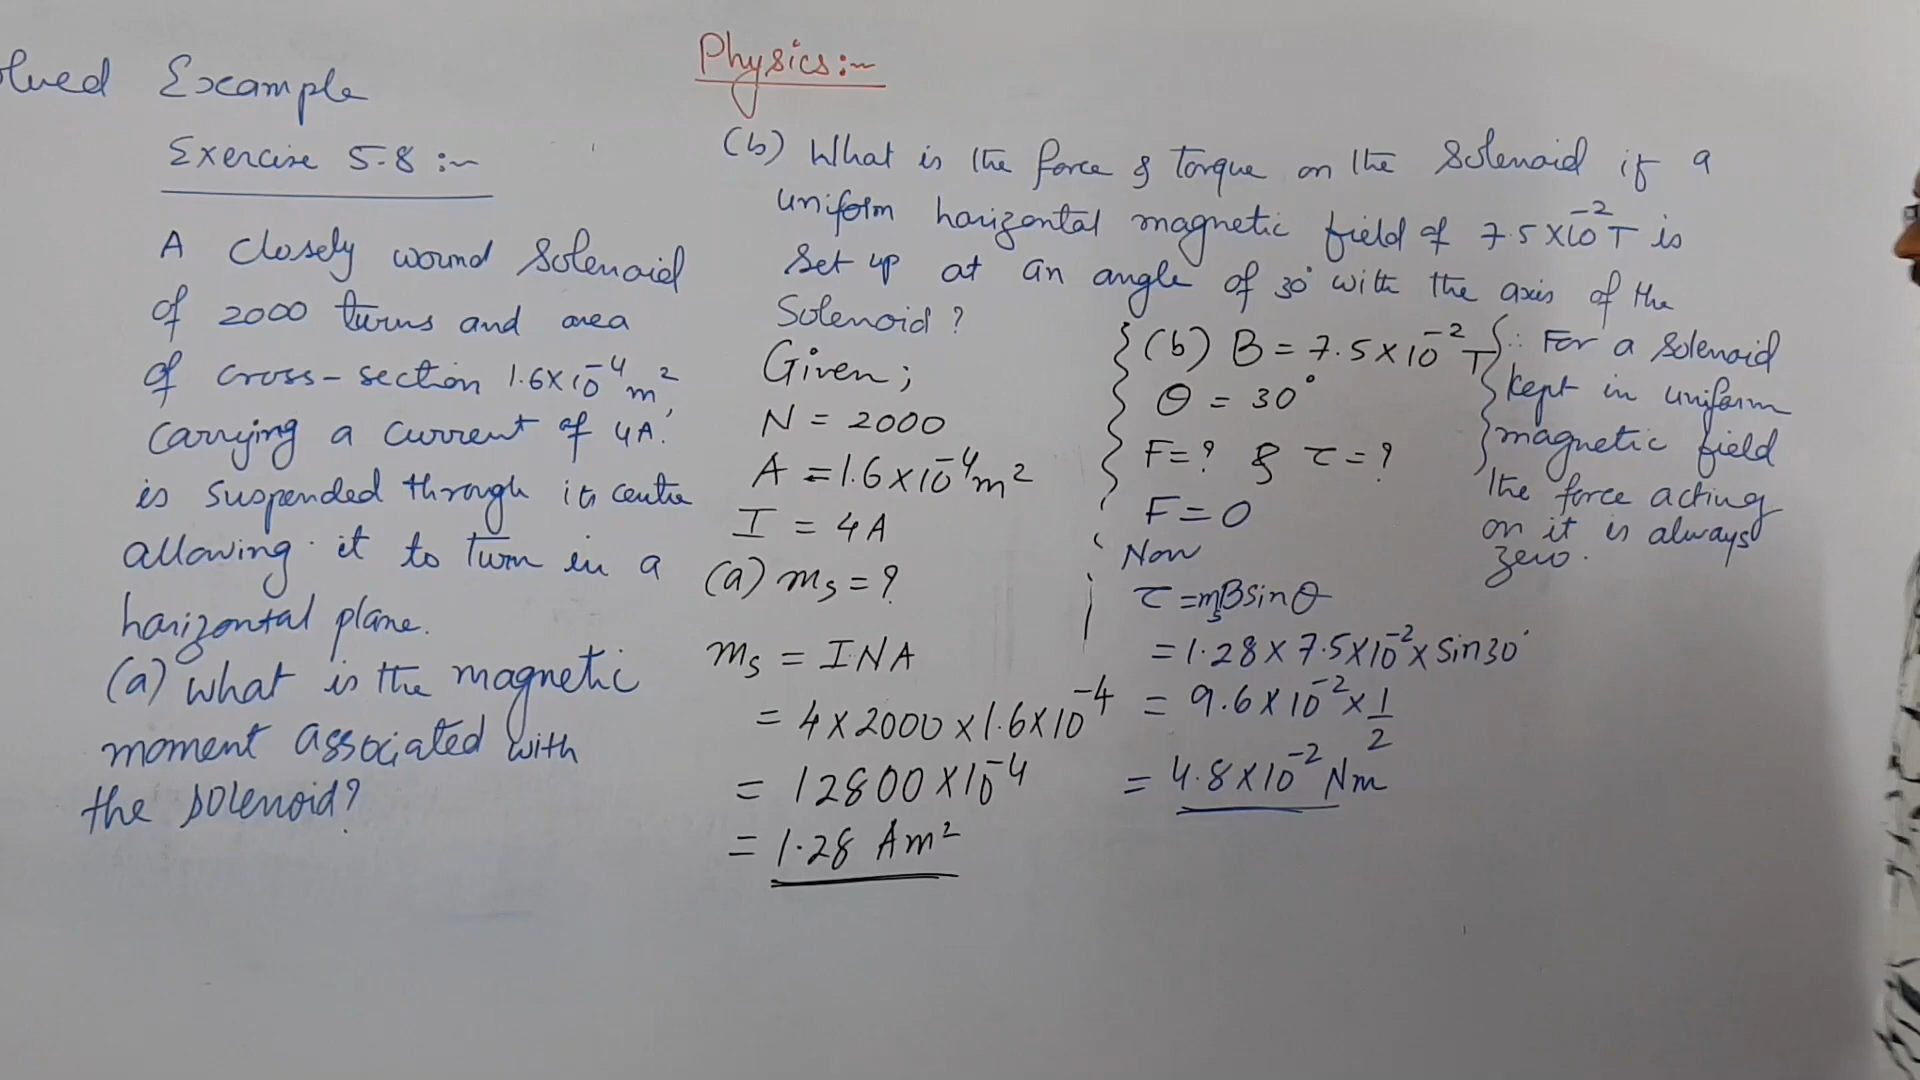 Example
Exercise 5.8 :~
A closely wound solenoid
of 2000 turns and area
of cross-section 1.6×10⁻⁴m²,
carrying a current of 4A.
is suspended through its centre
allowing it to turn in a
horizontal plane.
(a) what is the magnetic
moment associated with
the solenoid?
Physics:~
(b) What is the force & torque on the solenoid if a
uniform horizontal magnetic field of 7.5×10⁻²T is
set up at an angle of 30° with the axis of the
Solenoid?
Given;
N = 2000
A = 1.6×10⁻⁴m²
I = 4A
(a) mₛ = ?
mₛ = INA
= 4×2000×1.6×10⁻⁴
= 12800×10⁻⁴
= 1.28 Am²
(b) B = 7.5×10⁻²T
θ = 30°
F=? & τ=?
F=0
Now
τ=mₛBsinθ
=1.28×7.5×10⁻²×Sin30°
= 9.6×10⁻²×1/2
= 4.8×10⁻² Nm
∵ For a solenoid
kept in uniform
magnetic field
the force acting
on it is always
zero.